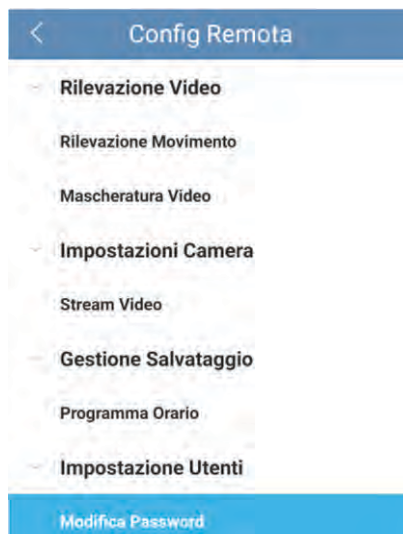 Config Remota
Rilevazione Video
Rilevazione Movimento
Mascheratura Video
Impostazioni Camera
Stream Video
Gestione Salvataggio
Programma Orario
Impostazione Utenti
Modifica Password